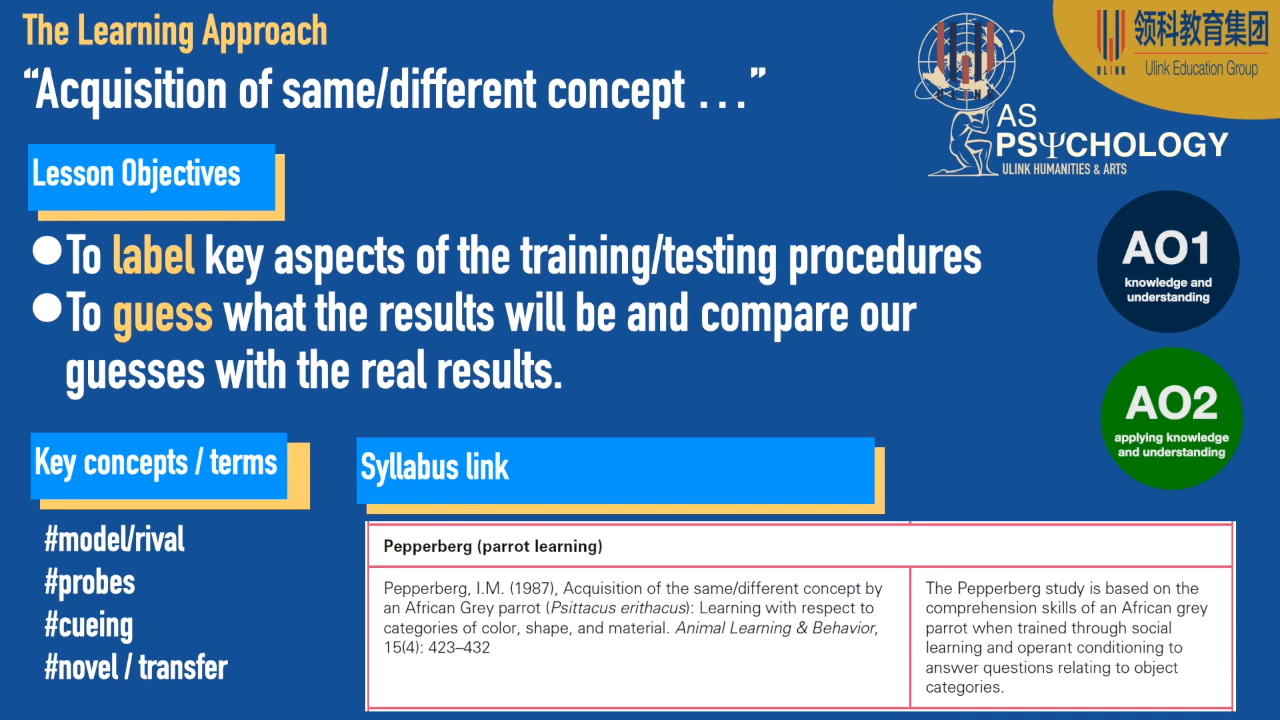 The Learning Approach
“Acquisition of same/different concept ...”
领科教育集团
ULINK
Ulink Education Group
AS
PSΨCHOLOGY
ULINK HUMANITIES & ARTS
Lesson Objectives
●To label key aspects of the training/testing procedures
●To guess what the results will be and compare our
guesses with the real results.
AO1
knowledge and
understanding
AO2
applying knowledge
and understanding
Key concepts / terms
#model/rival
#probes
#cueing
#novel / transfer
Syllabus link
Pepperberg (parrot learning)
Pepperberg, I.M. (1987), Acquisition of the same/different concept by
an African Grey parrot (Psittacus erithacus): Learning with respect to
categories of color, shape, and material. Animal Learning & Behavior,
15(4): 423–432
The Pepperberg study is based on the
comprehension skills of an African grey
parrot when trained through social
learning and operant conditioning to
answer questions relating to object
categories.